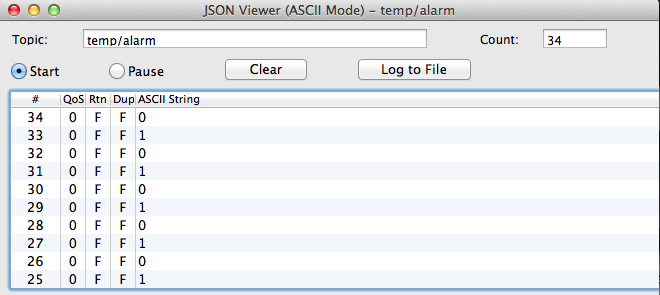 JSON Viewer (ASCII Mode) – temp/alarm
Topic: temp/alarm Count: 34
Start Pause Clear Log to File
# QoS Rtn Dup ASCII String
34 0 F F 0
33 0 F F 1
32 0 F F 0
31 0 F F 1
30 0 F F 0
29 0 F F 1
28 0 F F 0
27 0 F F 1
26 0 F F 0
25 0 F F 1